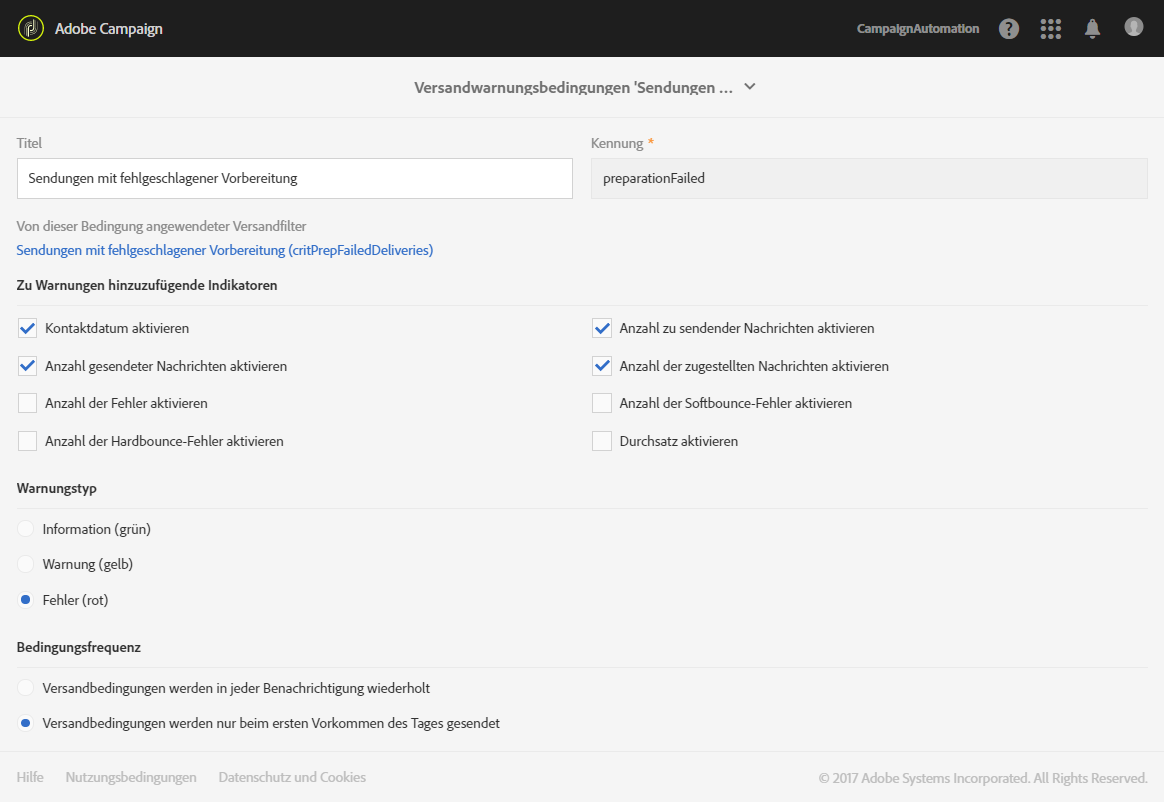 Adobe Campaign
CampaignAutomation
Versandwarnungsbedingungen 'Sendungen ...
Titel
Kennung *
Sendungen mit fehlgeschlagener Vorbereitung
preparationFailed
Von dieser Bedingung angewendeter Versandfilter
Sendungen mit fehlgeschlagener Vorbereitung (critPrepFailedDeliveries)
Zu Warnungen hinzuzufügende Indikatoren
Kontaktdatum aktivieren
Anzahl zu sendender Nachrichten aktivieren
Anzahl gesendeter Nachrichten aktivieren
Anzahl der zugestellten Nachrichten aktivieren
Anzahl der Fehler aktivieren
Anzahl der Softbounce-Fehler aktivieren
Anzahl der Hardbounce-Fehler aktivieren
Durchsatz aktivieren
Warnungstyp
Information (grün)
Warnung (gelb)
Fehler (rot)
Bedingungsfrequenz
Versandbedingungen werden in jeder Benachrichtigung wiederholt
Versandbedingungen werden nur beim ersten Vorkommen des Tages gesendet
Hilfe Nutzungsbedingungen Datenschutz und Cookies
© 2017 Adobe Systems Incorporated. All Rights Reserved.